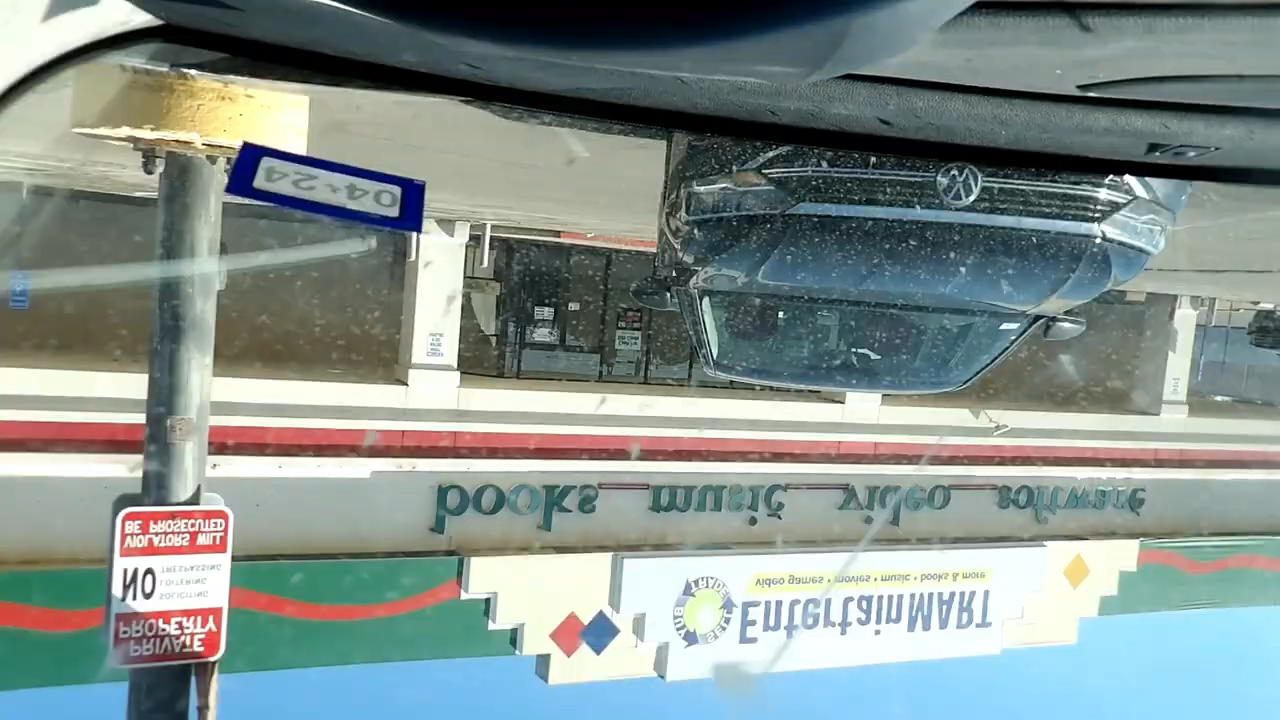 EntertainMART
BUY
TRADE
SELL
video games • movies • music • books & more
books music video software
PRIVATE
PROPERTY
NO
SOLICITING
LOITERING
TRESPASSING
VIOLATORS WILL
BE PROSECUTED
04-24